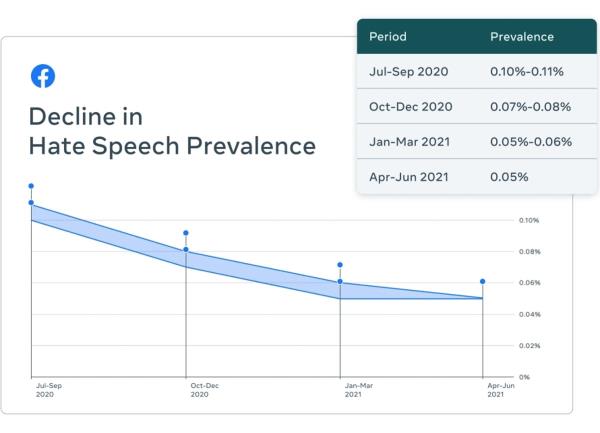 Period Prevalence
Jul-Sep 2020 0.10%-0.11%
Oct-Dec 2020 0.07%-0.08%
Jan-Mar 2021 0.05%-0.06%
Apr-Jun 2021 0.05%
Decline in
Hate Speech Prevalence
0.10%
0.08%
0.06%
0.04%
0.02%
0%
Jul-Sep Oct-Dec Jan-Mar Apr-Jun
2020 2020 2021 2021